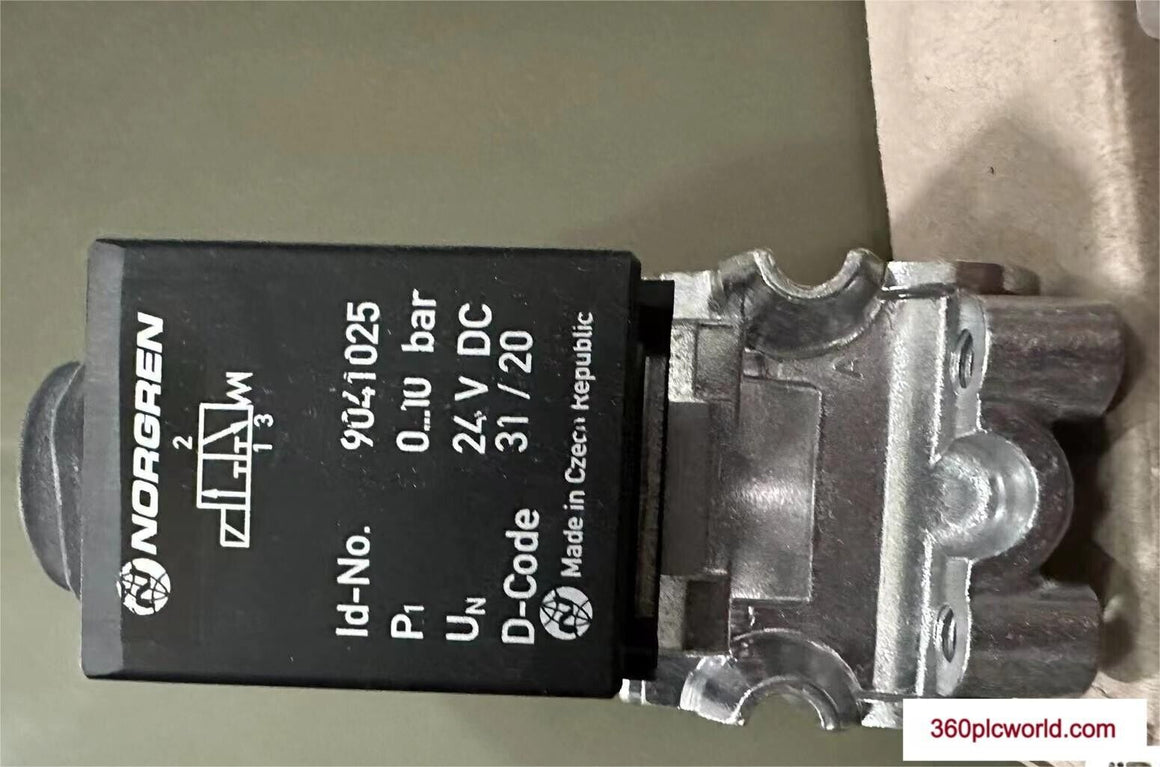 NORGREN
2
1 3
Id-No. 9041025
P1 0...10 bar
UN 24 V DC
D-Code 31 / 20
Made in Czech Republic
360plcworld.com